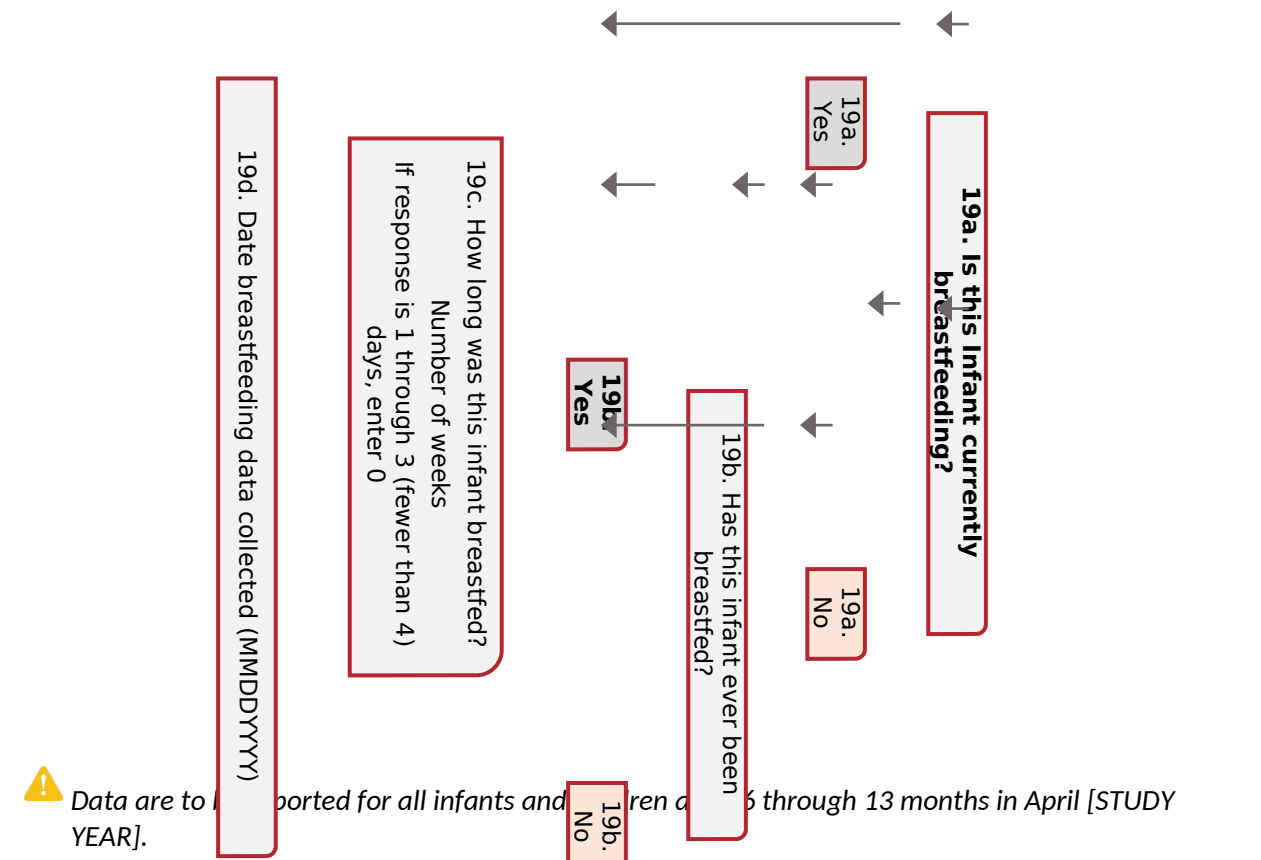 19a. Is this Infant currently
breastfeeding?
19a.
Yes
19a.
No
19b. Has this infant ever been
breastfed?
19b.
Yes
19b.
No
19c. How long was this infant breastfed?
Number of weeks
If response is 1 through 3 (fewer than 4)
days, enter 0
19d. Date breastfeeding data collected (MMDDYYYY)
Data are to reported for all infants and 6 through 13 months in April [STUDY
YEAR].